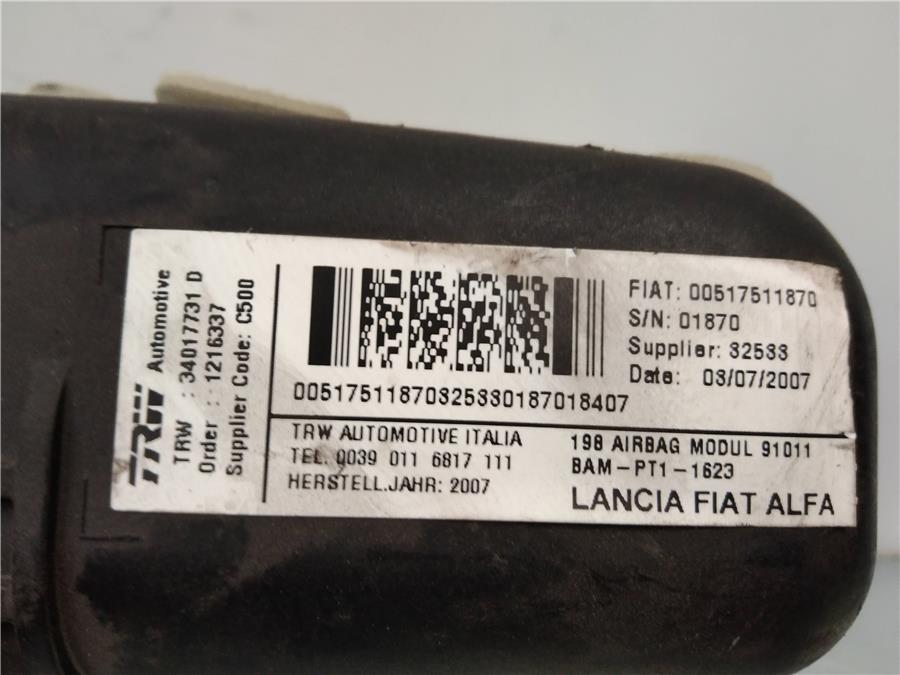 TRW Automotive
TRW : 34017731 D
Order : 1216337
Supplier Code: C500
FIAT: 00517511870
S/N: 01870
Supplier: 32533
Date: 03/07/2007
00517511870325330187018407
TRW AUTOMOTIVE ITALIA
TEL. 0039 011 6817 111
HERSTELL.JAHR: 2007
198 AIRBAG MODUL 91011
BAM-PT1-1623
LANCIA FIAT ALFA